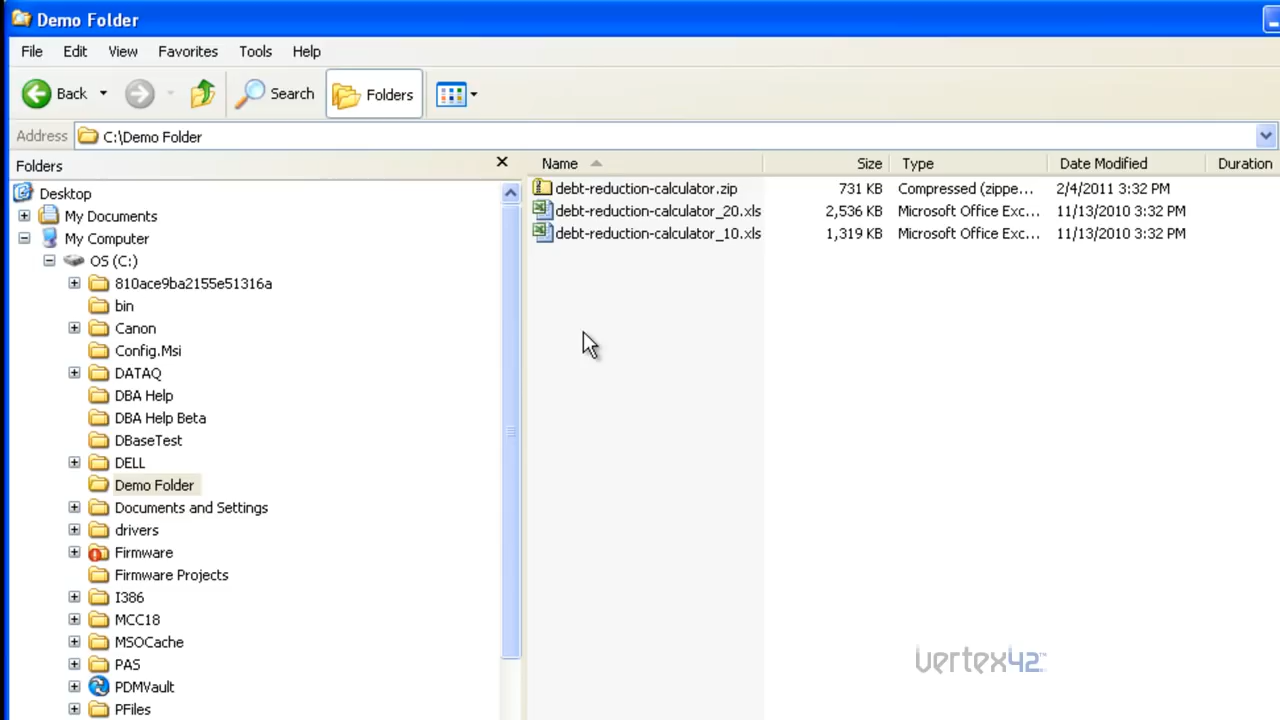 Demo Folder
File Edit View Favorites Tools Help
Back Search Folders
Address C:\Demo Folder
Folders
Name Size Type Date Modified Duration
debt-reduction-calculator.zip 731 KB Compressed (zippe... 2/4/2011 3:32 PM
debt-reduction-calculator_20.xls 2,536 KB Microsoft Office Exc... 11/13/2010 3:32 PM
debt-reduction-calculator_10.xls 1,319 KB Microsoft Office Exc... 11/13/2010 3:32 PM
Desktop
My Documents
My Computer
OS (C:)
810ace9ba2155e51316a
bin
Canon
Config.Msi
DATAQ
DBA Help
DBA Help Beta
DBaseTest
DELL
Demo Folder
Documents and Settings
drivers
Firmware
Firmware Projects
I386
MCC18
MSOCache
PAS
PDMVault
PFiles
vertex42™